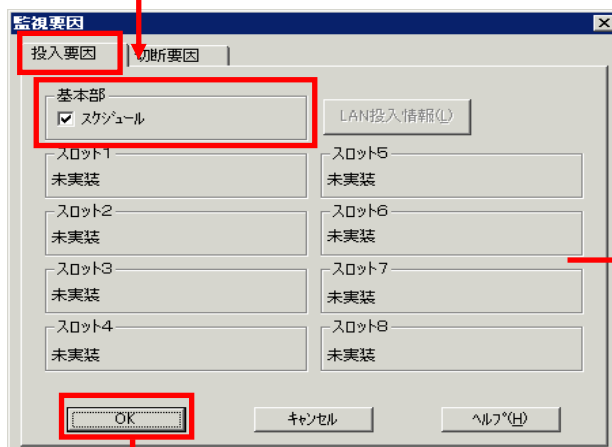 監視要因
投入要因
切断要因
基本部
スケジュール
LAN投入情報(L)
スロット1
未実装
スロット5
未実装
スロット2
未実装
スロット6
未実装
スロット3
未実装
スロット7
未実装
スロット4
未実装
スロット8
未実装
OK
キャンセル
ヘルプ(H)